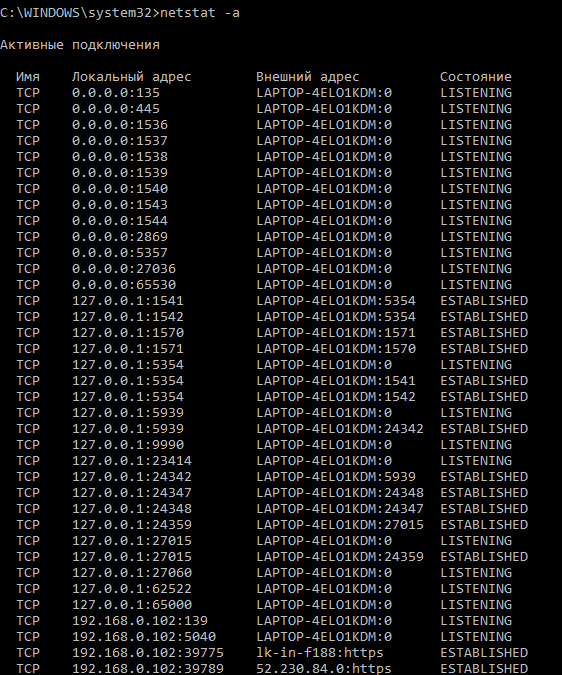 C:\WINDOWS\system32>netstat -a
Активные подключения
Имя Локальный адрес Внешний адрес Состояние
TCP 0.0.0.0:135 LAPTOP-4ELO1KDM:0 LISTENING
TCP 0.0.0.0:445 LAPTOP-4ELO1KDM:0 LISTENING
TCP 0.0.0.0:1536 LAPTOP-4ELO1KDM:0 LISTENING
TCP 0.0.0.0:1537 LAPTOP-4ELO1KDM:0 LISTENING
TCP 0.0.0.0:1538 LAPTOP-4ELO1KDM:0 LISTENING
TCP 0.0.0.0:1539 LAPTOP-4ELO1KDM:0 LISTENING
TCP 0.0.0.0:1540 LAPTOP-4ELO1KDM:0 LISTENING
TCP 0.0.0.0:1543 LAPTOP-4ELO1KDM:0 LISTENING
TCP 0.0.0.0:1544 LAPTOP-4ELO1KDM:0 LISTENING
TCP 0.0.0.0:2869 LAPTOP-4ELO1KDM:0 LISTENING
TCP 0.0.0.0:5357 LAPTOP-4ELO1KDM:0 LISTENING
TCP 0.0.0.0:27036 LAPTOP-4ELO1KDM:0 LISTENING
TCP 0.0.0.0:65530 LAPTOP-4ELO1KDM:0 LISTENING
TCP 127.0.0.1:1541 LAPTOP-4ELO1KDM:5354 ESTABLISHED
TCP 127.0.0.1:1542 LAPTOP-4ELO1KDM:5354 ESTABLISHED
TCP 127.0.0.1:1570 LAPTOP-4ELO1KDM:1571 ESTABLISHED
TCP 127.0.0.1:1571 LAPTOP-4ELO1KDM:1570 ESTABLISHED
TCP 127.0.0.1:5354 LAPTOP-4ELO1KDM:0 LISTENING
TCP 127.0.0.1:5354 LAPTOP-4ELO1KDM:1541 ESTABLISHED
TCP 127.0.0.1:5354 LAPTOP-4ELO1KDM:1542 ESTABLISHED
TCP 127.0.0.1:5939 LAPTOP-4ELO1KDM:0 LISTENING
TCP 127.0.0.1:5939 LAPTOP-4ELO1KDM:24342 ESTABLISHED
TCP 127.0.0.1:9990 LAPTOP-4ELO1KDM:0 LISTENING
TCP 127.0.0.1:23414 LAPTOP-4ELO1KDM:0 LISTENING
TCP 127.0.0.1:24342 LAPTOP-4ELO1KDM:5939 ESTABLISHED
TCP 127.0.0.1:24347 LAPTOP-4ELO1KDM:24348 ESTABLISHED
TCP 127.0.0.1:24348 LAPTOP-4ELO1KDM:24347 ESTABLISHED
TCP 127.0.0.1:24359 LAPTOP-4ELO1KDM:27015 ESTABLISHED
TCP 127.0.0.1:27015 LAPTOP-4ELO1KDM:0 LISTENING
TCP 127.0.0.1:27015 LAPTOP-4ELO1KDM:24359 ESTABLISHED
TCP 127.0.0.1:27060 LAPTOP-4ELO1KDM:0 LISTENING
TCP 127.0.0.1:62522 LAPTOP-4ELO1KDM:0 LISTENING
TCP 127.0.0.1:65000 LAPTOP-4ELO1KDM:0 LISTENING
TCP 192.168.0.102:139 LAPTOP-4ELO1KDM:0 LISTENING
TCP 192.168.0.102:5040 LAPTOP-4ELO1KDM:0 LISTENING
TCP 192.168.0.102:39775 lk-in-f188:https ESTABLISHED
TCP 192.168.0.102:39789 52.230.84.0:https ESTABLISHED